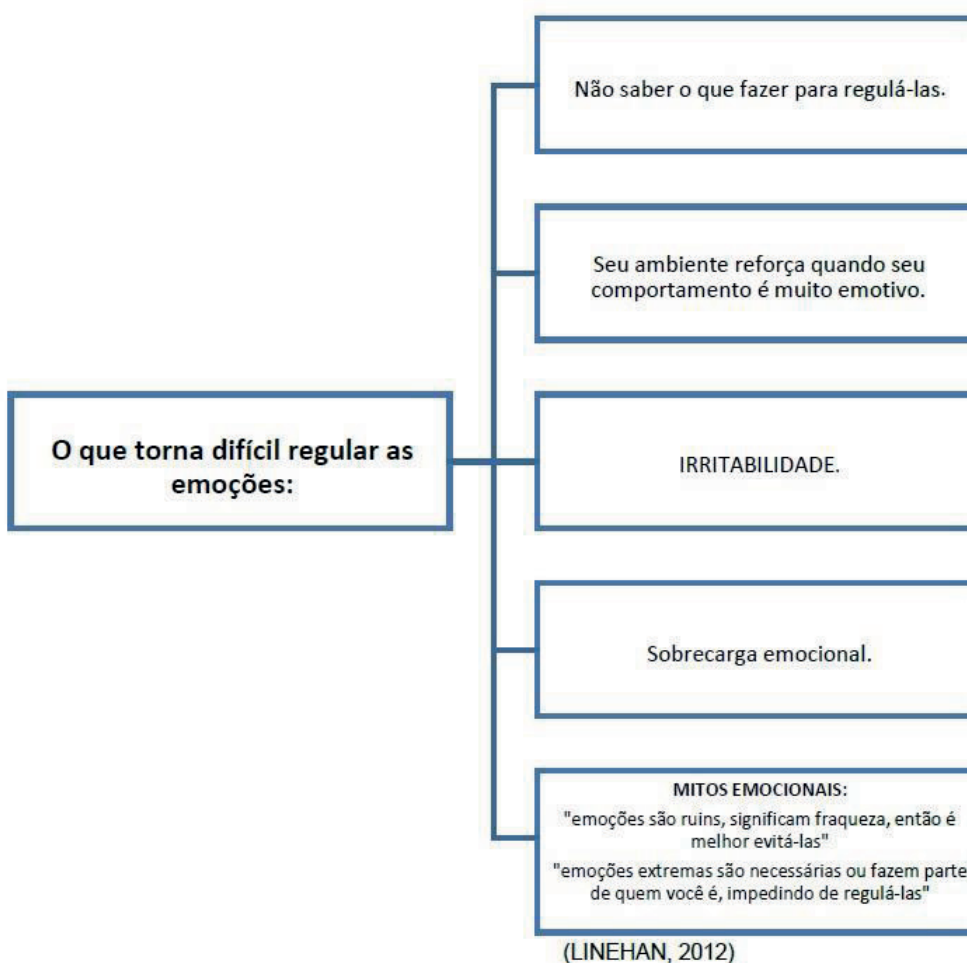 O que torna difícil regular as
emoções:
Não saber o que fazer para regulá-las.
Seu ambiente reforça quando seu
comportamento é muito emotivo.
IRRITABILIDADE.
Sobrecarga emocional.
MITOS EMOCIONAIS:
"emoções são ruins, significam fraqueza, então é
melhor evitá-las"
"emoções extremas são necessárias ou fazem parte
de quem você é, impedindo de regulá-las"
(LINEHAN, 2012)